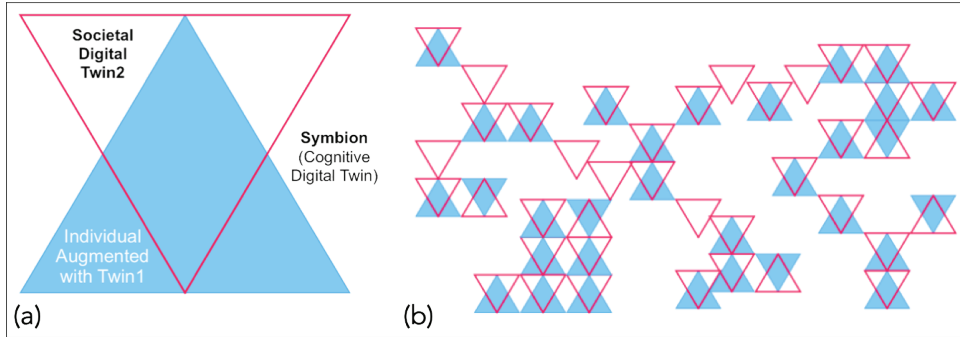 Societal
Digital
Twin2
Symbion
(Cognitive
Digital Twin)
Individual
Augmented
with Twin1
(a)
(b)